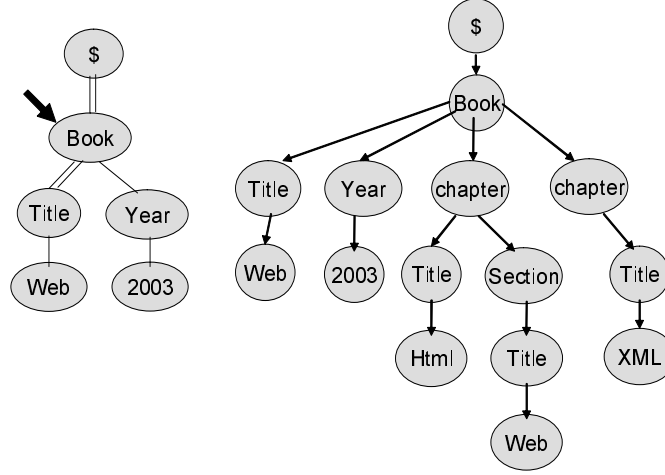 $
Book
Title
Year
Web
2003
$
Book
Title
Year
chapter
chapter
Web
2003
Title
Section
Title
Html
Title
XML
Web